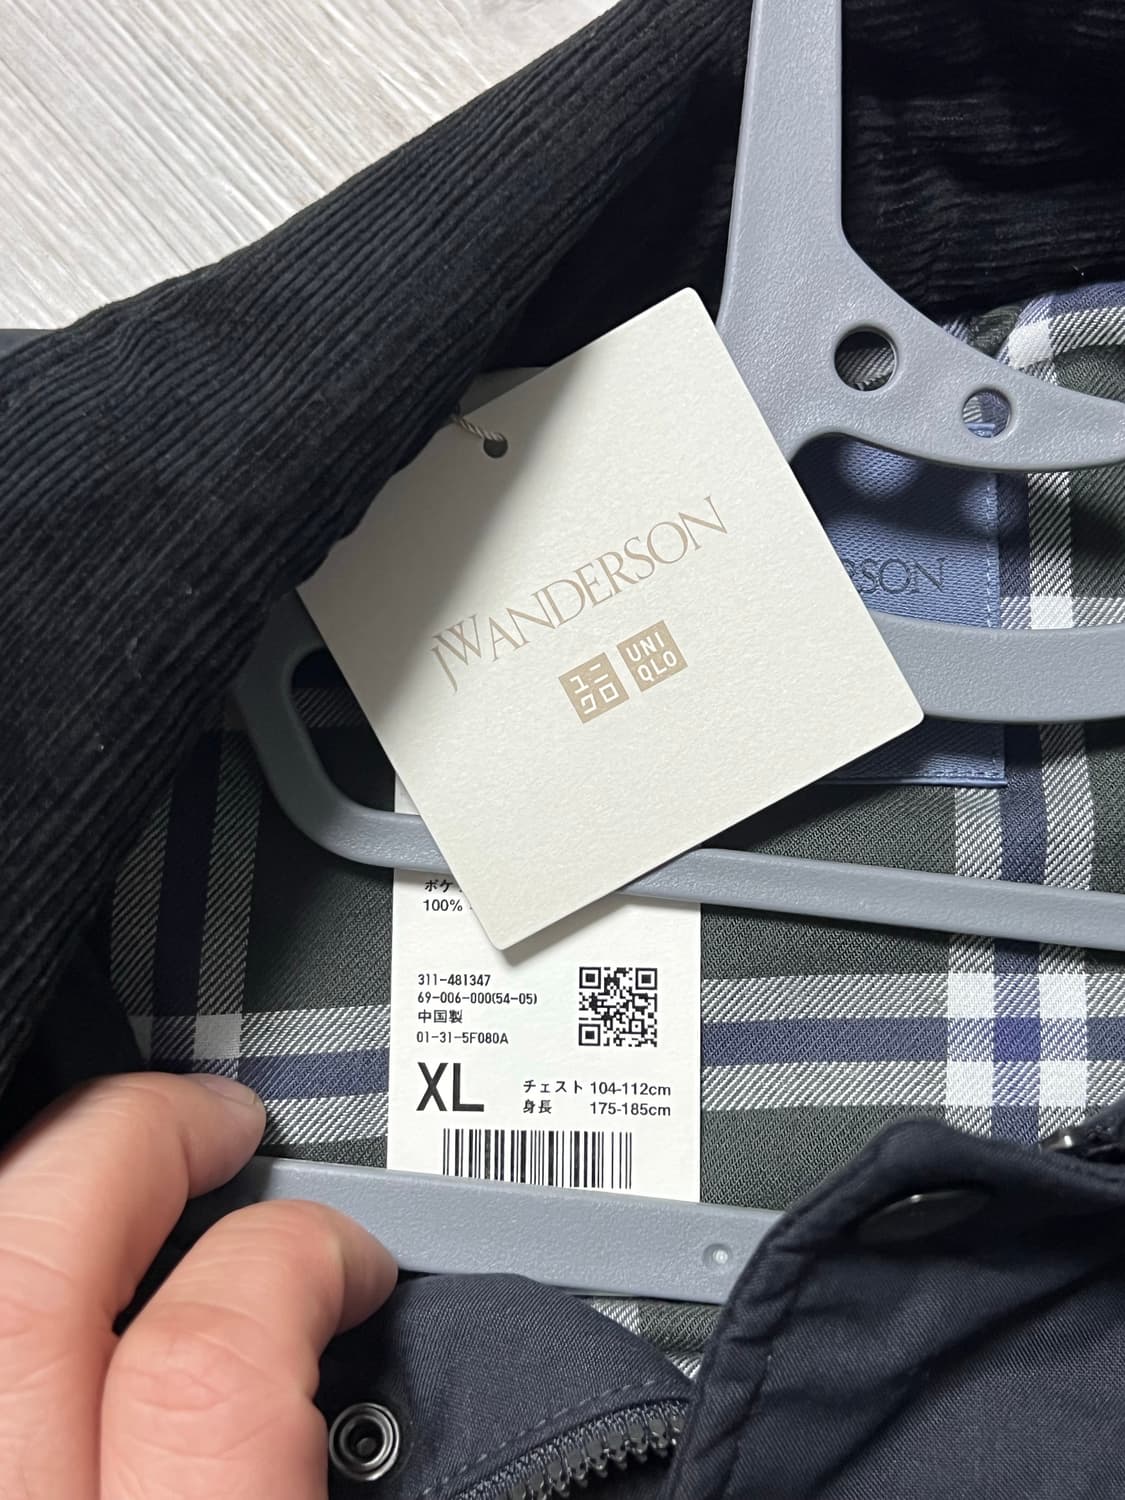 JWANDERSON
ユニクロ
UNIQLO
SON
ポケ
100%
311-481347
69-006-000(54-05)
中国製
01-31-5F080A
XL
チェスト 104-112cm
身長 175-185cm